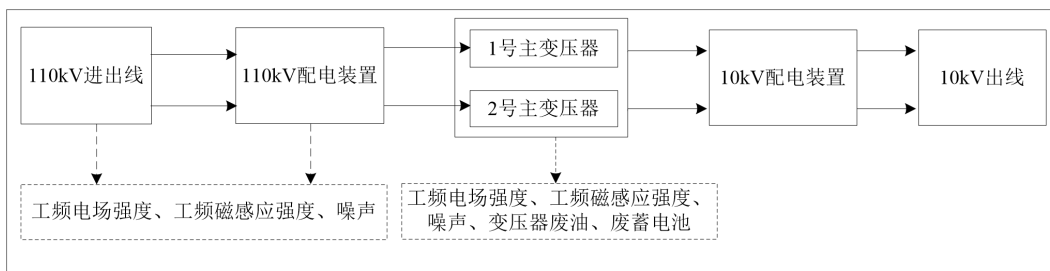 110kV进出线
110kV配电装置
1号主变压器
2号主变压器
10kV配电装置
10kV出线
工频电场强度、工频磁感应强度、噪声
工频电场强度、工频磁感应强度、
噪声、变压器废油、废蓄电池